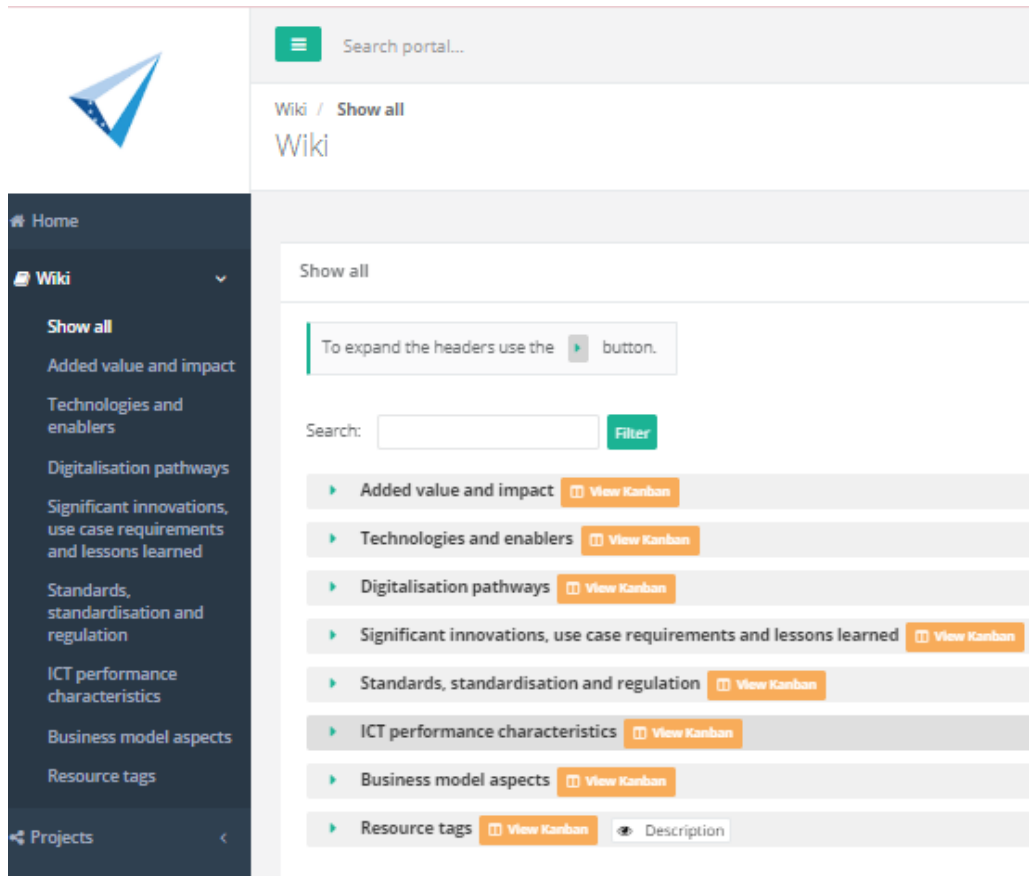 Search portal...
Wiki / Show all
Wiki
Home
Wiki
Show all
Added value and impact
Technologies and
enablers
Digitalisation pathways
Significant innovations,
use case requirements
and lessons learned
Standards,
standardisation and
regulation
ICT performance
characteristics
Business model aspects
Resource tags
Projects
Show all
To expand the headers use the button.
Search: Filter
Added value and impact View Kanban
Technologies and enablers View Kanban
Digitalisation pathways View Kanban
Significant innovations, use case requirements and lessons learned View Kanban
Standards, standardisation and regulation View Kanban
ICT performance characteristics View Kanban
Business model aspects View Kanban
Resource tags View Kanban Description